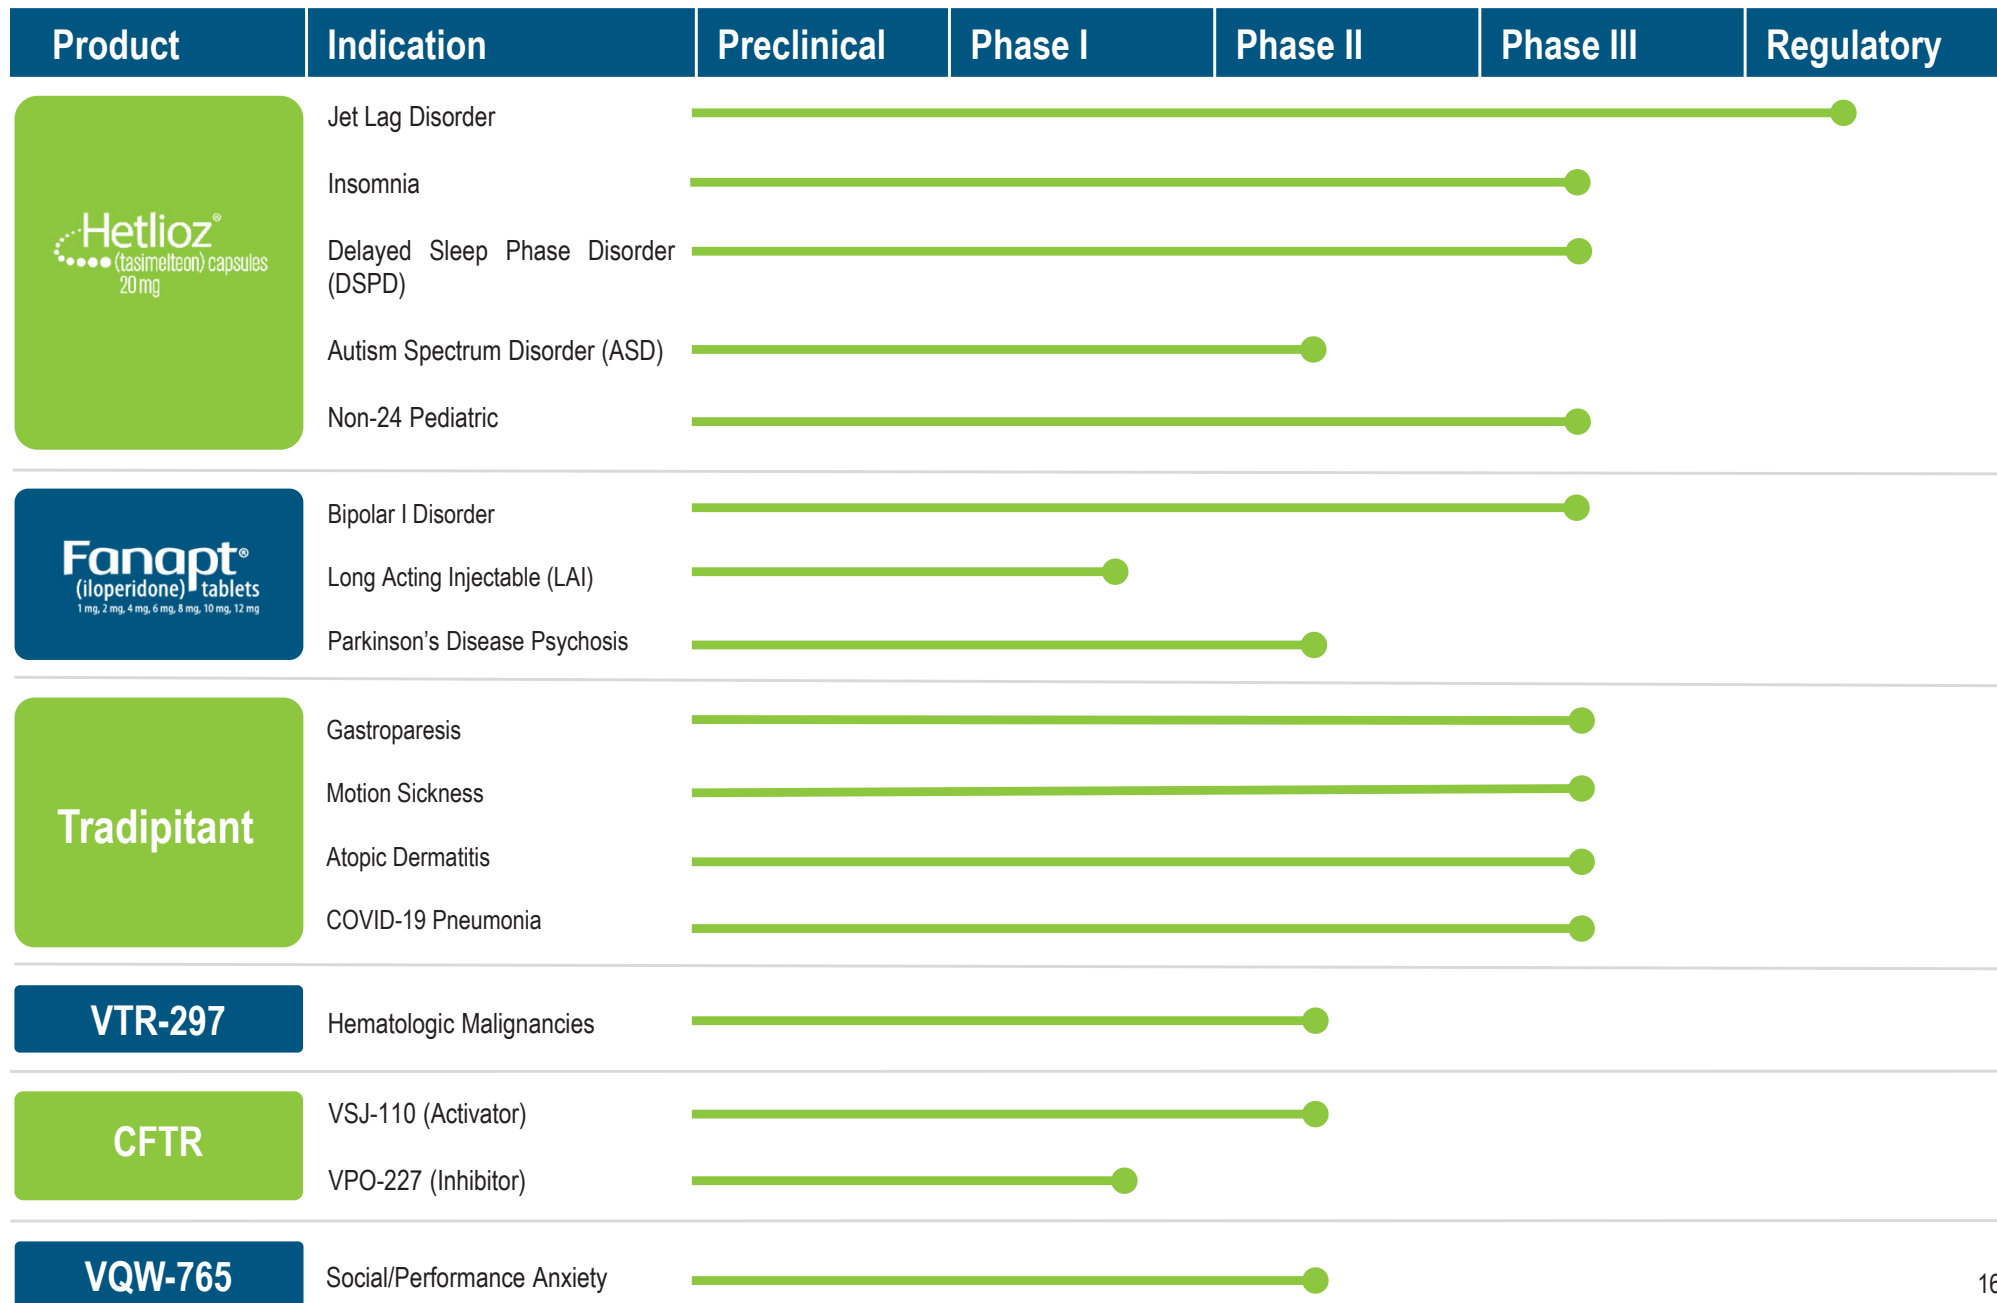 Product Indication Preclinical Phase I Phase II Phase III Regulatory
Hetlioz®
(tasimelteon) capsules
20 mg
Jet Lag Disorder
Insomnia
Delayed Sleep Phase Disorder
(DSPD)
Autism Spectrum Disorder (ASD)
Non-24 Pediatric
Fanapt®
(iloperidone) tablets
1 mg, 2 mg, 4 mg, 6 mg, 8 mg, 10 mg, 12 mg
Bipolar I Disorder
Long Acting Injectable (LAI)
Parkinson’s Disease Psychosis
Tradipitant
Gastroparesis
Motion Sickness
Atopic Dermatitis
COVID-19 Pneumonia
VTR-297
Hematologic Malignancies
CFTR
VSJ-110 (Activator)
VPO-227 (Inhibitor)
VQW-765
Social/Performance Anxiety
16